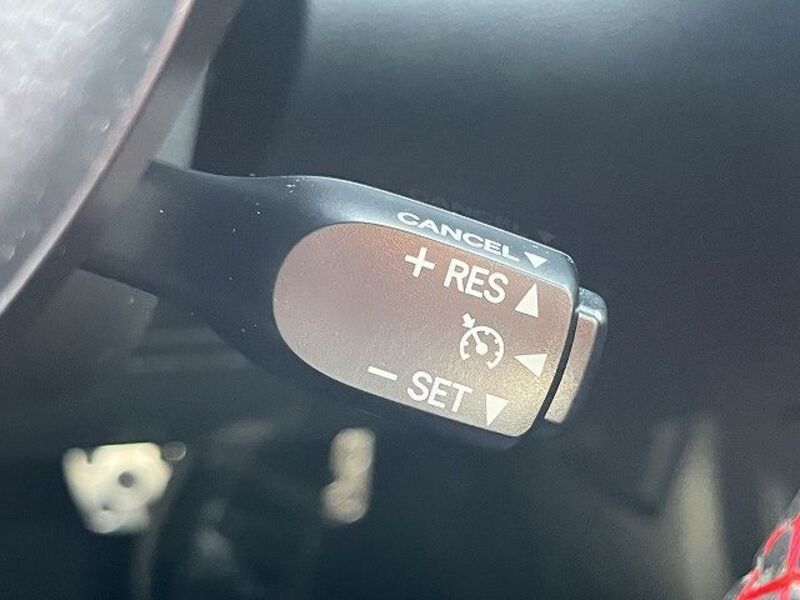 CANCEL ▼
+ RES ▲
◀
− SET ▼